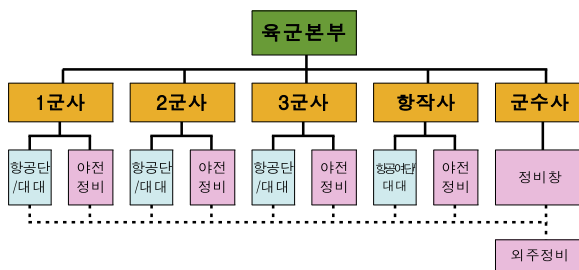 육군본부
1군사
2군사
3군사
항작사
군수사
항공단
/대대
야전
정비
항공단
/대대
야전
정비
항공단
/대대
야전
정비
항공여단/
대대
야전
정비
정비창
외주정비